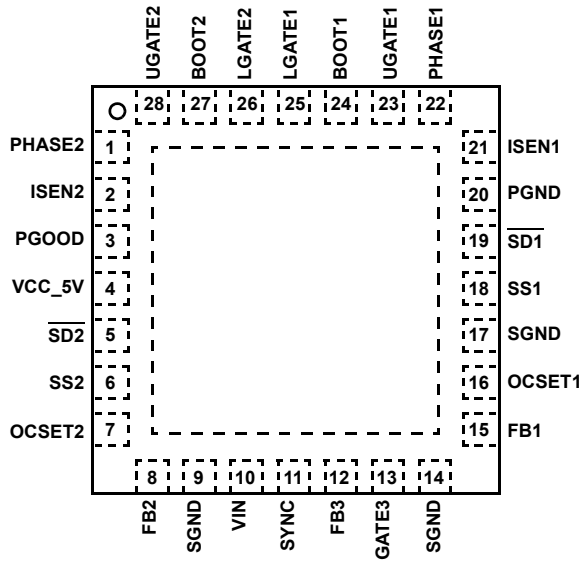 UGATE2 BOOT2 LGATE2 LGATE1 BOOT1 UGATE1 PHASE1
28 27 26 25 24 23 22
PHASE2 1 21 ISEN1
ISEN2 2 20 PGND
PGOOD 3 19 SD1
VCC_5V 4 18 SS1
SD2 5 17 SGND
SS2 6 16 OCSET1
OCSET2 7 15 FB1
8 9 10 11 12 13 14
FB2 SGND VIN SYNC FB3 GATE3 SGND